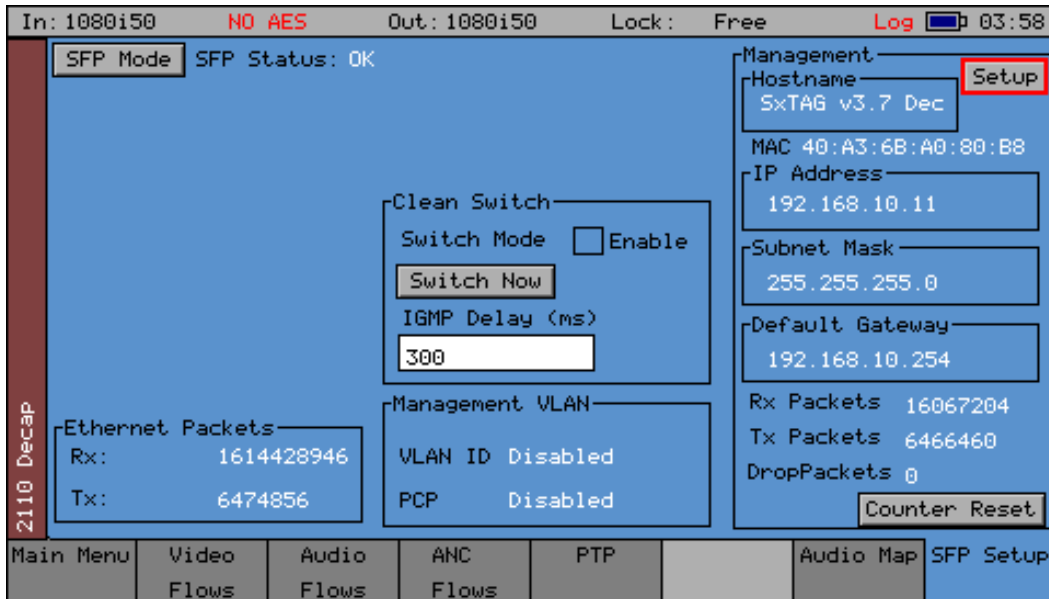 In: 1080i50 NO AES Out: 1080i50 Lock: Free Log 03:58
SFP Mode SFP Status: OK
Management
Setup
Hostname
SxTAG v3.7 Dec
MAC 40:A3:6B:A0:80:B8
IP Address
192.168.10.11
Subnet Mask
255.255.255.0
Default Gateway
192.168.10.254
Rx Packets 16067204
Tx Packets 6466460
DropPackets 0
Counter Reset
Clean Switch
Switch Mode Enable
Switch Now
IGMP Delay (ms)
300
Management VLAN
VLAN ID Disabled
PCP Disabled
Ethernet Packets
Rx: 1614428946
Tx: 6474856
2110 Decap
Main Menu
Video
Flows
Audio
Flows
ANC
Flows
PTP
Audio Map
SFP Setup